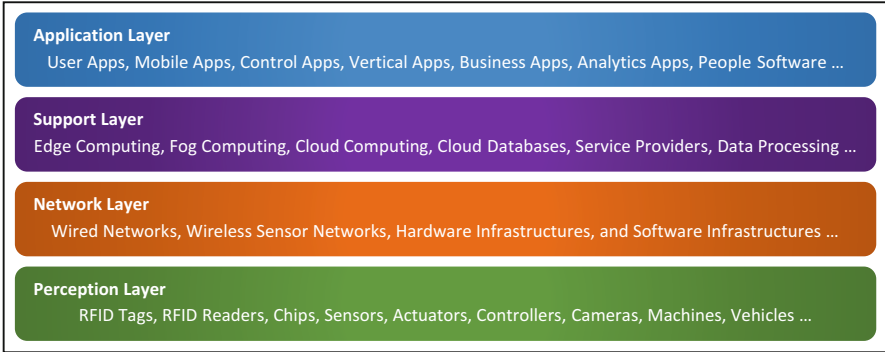 Application Layer
User Apps, Mobile Apps, Control Apps, Vertical Apps, Business Apps, Analytics Apps, People Software …
Support Layer
Edge Computing, Fog Computing, Cloud Computing, Cloud Databases, Service Providers, Data Processing …
Network Layer
Wired Networks, Wireless Sensor Networks, Hardware Infrastructures, and Software Infrastructures …
Perception Layer
RFID Tags, RFID Readers, Chips, Sensors, Actuators, Controllers, Cameras, Machines, Vehicles …